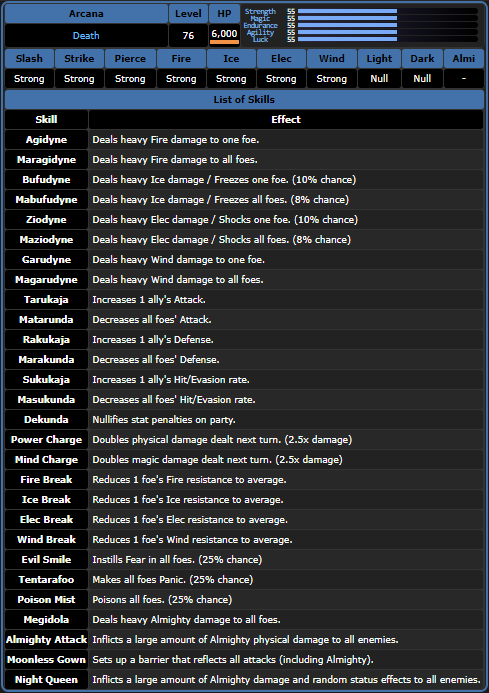 Arcana Level HP
Death 76 6,000
Strength 55
Magic 55
Endurance 55
Agility 55
Luck 55
Slash Strike Pierce Fire Ice Elec Wind Light Dark Almi
Strong Strong Strong Strong Strong Strong Strong Null Null -
List of Skills
Skill Effect
Agidyne Deals heavy Fire damage to one foe.
Maragidyne Deals heavy Fire damage to all foes.
Bufudyne Deals heavy Ice damage / Freezes one foe. (10% chance)
Mabufudyne Deals heavy Ice damage / Freezes all foes. (8% chance)
Ziodyne Deals heavy Elec damage / Shocks one foe. (10% chance)
Maziodyne Deals heavy Elec damage / Shocks all foes. (8% chance)
Garudyne Deals heavy Wind damage to one foe.
Magarudyne Deals heavy Wind damage to all foes.
Tarukaja Increases 1 ally's Attack.
Matarunda Decreases all foes' Attack.
Rakukaja Increases 1 ally's Defense.
Marakunda Decreases all foes' Defense.
Sukukaja Increases 1 ally's Hit/Evasion rate.
Masukunda Decreases all foes' Hit/Evasion rate.
Dekunda Nullifies stat penalties on party.
Power Charge Doubles physical damage dealt next turn. (2.5x damage)
Mind Charge Doubles magic damage dealt next turn. (2.5x damage)
Fire Break Reduces 1 foe's Fire resistance to average.
Ice Break Reduces 1 foe's Ice resistance to average.
Elec Break Reduces 1 foe's Elec resistance to average.
Wind Break Reduces 1 foe's Wind resistance to average.
Evil Smile Instills Fear in all foes. (25% chance)
Tentarafoo Makes all foes Panic. (25% chance)
Poison Mist Poisons all foes. (25% chance)
Megidola Deals heavy Almighty damage to all foes.
Almighty Attack Inflicts a large amount of Almighty physical damage to all enemies.
Moonless Gown Sets up a barrier that reflects all attacks (including Almighty).
Night Queen Inflicts a large amount of Almighty damage and random status effects to all enemies.